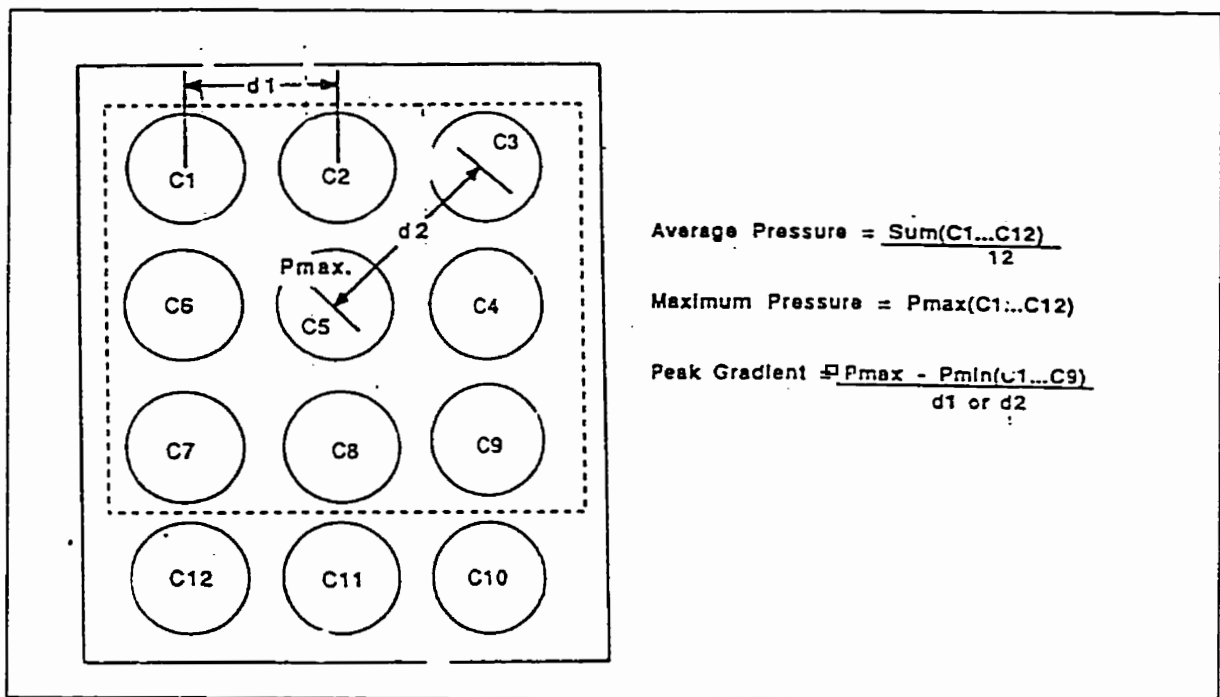 d1
C1 C2 C3
d2
Pmax.
C6 C5 C4
C7 C8 C9
C12 C11 C10
Average Pressure = Sum(C1...C12)
12
Maximum Pressure = Pmax(C1:..C12)
Peak Gradient = Pmax - Pmin(C1...C9)
d1 or d2